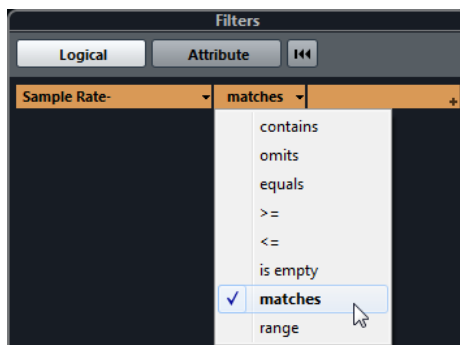 Filters
Logical Attribute
Sample Rate- matches +
contains
omits
equals
>=
<=
is empty
✓ matches
range